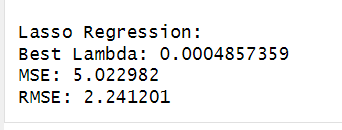 Lasso Regression:
Best Lambda: 0.0004857359
MSE: 5.022982
RMSE: 2.241201